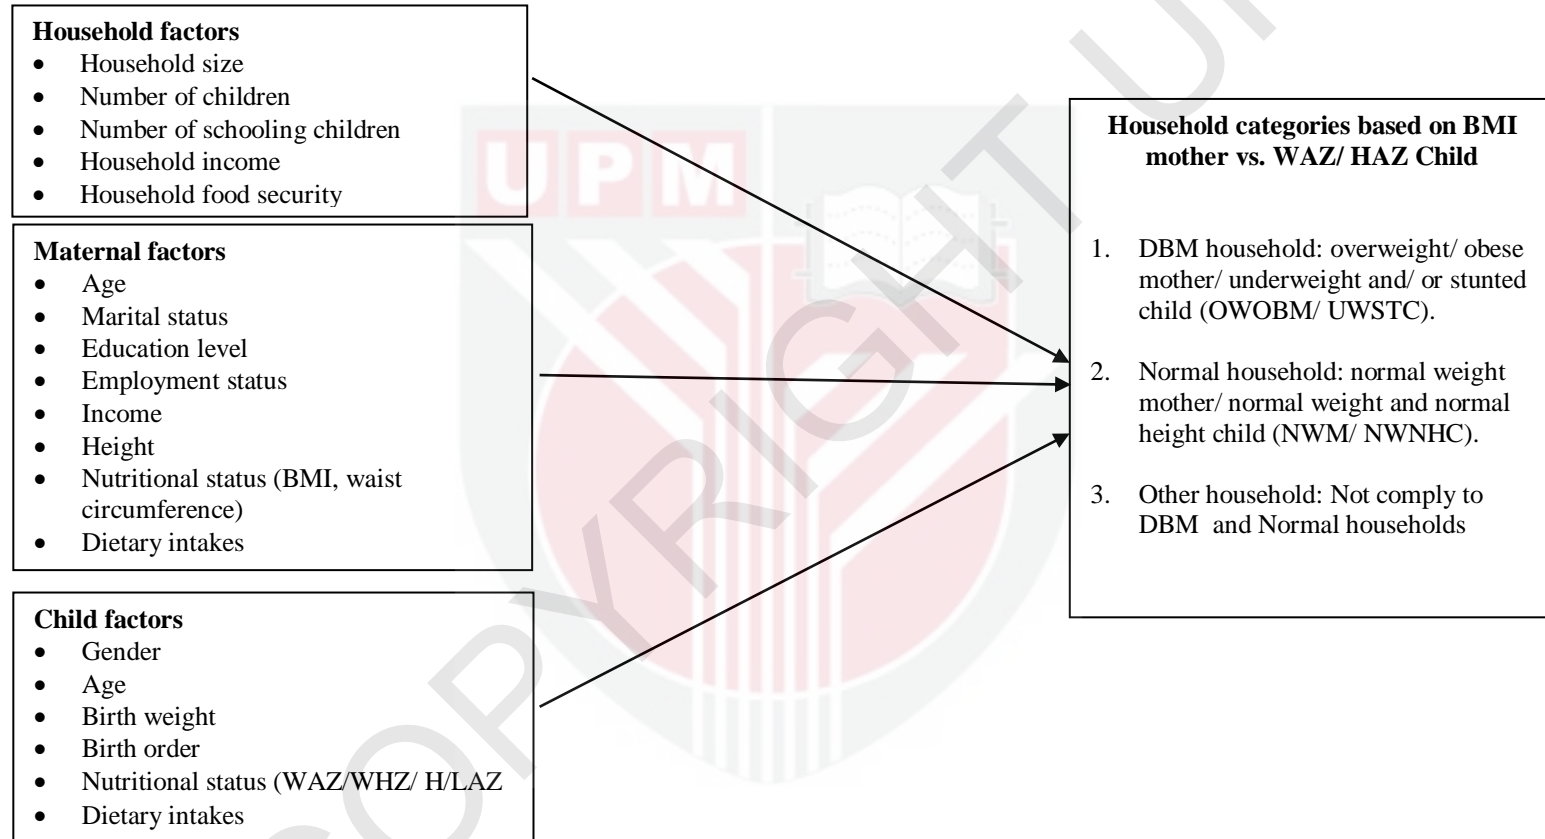 Household factors
• Household size
• Number of children
• Number of schooling children
• Household income
• Household food security
Maternal factors
• Age
• Marital status
• Education level
• Employment status
• Income
• Height
• Nutritional status (BMI, waist
circumference)
• Dietary intakes
Child factors
• Gender
• Age
• Birth weight
• Birth order
• Nutritional status (WAZ/WHZ/ H/LAZ
• Dietary intakes
Household categories based on BMI
mother vs. WAZ/ HAZ Child
1. DBM household: overweight/ obese
mother/ underweight and/ or stunted
child (OWOBM/ UWSTC).
2. Normal household: normal weight
mother/ normal weight and normal
height child (NWM/ NWNHC).
3. Other household: Not comply to
DBM and Normal households
UPM
COPYRIGHT U